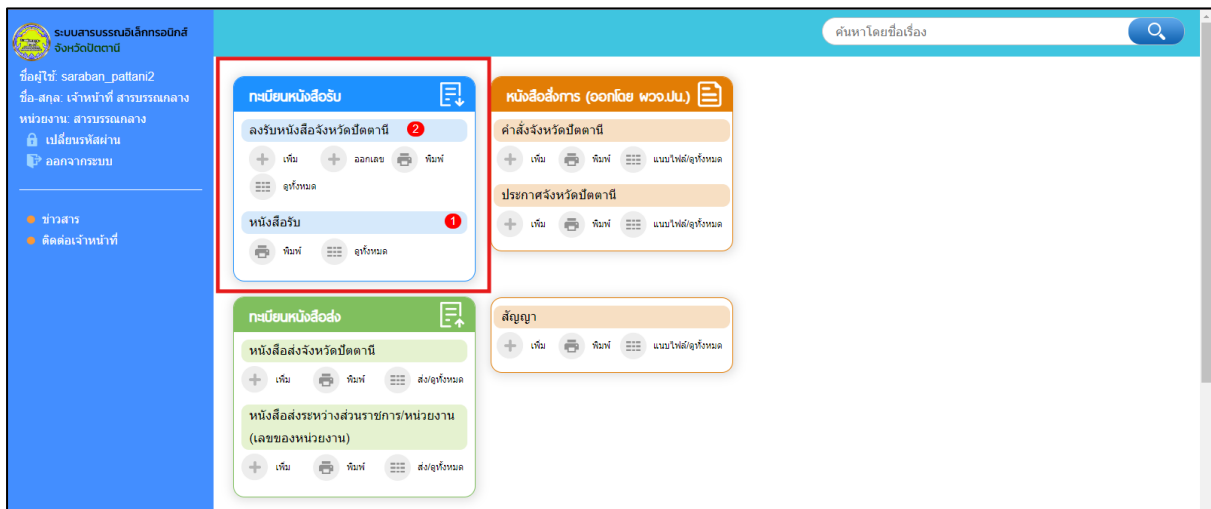 ระบบสารบรรณอิเล็กทรอนิกส์
จังหวัดปัตตานี
ชื่อผู้ใช้: saraban_pattani2
ชื่อ-สกุล: เจ้าหน้าที่ สารบรรณกลาง
หน่วยงาน: สารบรรณกลาง
เปลี่ยนรหัสผ่าน
ออกจากระบบ
ข่าวสาร
ติดต่อเจ้าหน้าที่
ค้นหาโดยชื่อเรื่อง
ทะเบียนหนังสือรับ
ลงรับหนังสือจังหวัดปัตตานี 2
เพิ่ม ออกเลข พิมพ์
ดูทั้งหมด
หนังสือรับ 1
พิมพ์ ดูทั้งหมด
หนังสือสั่งการ (ออกโดย ผวจ.ปน.)
คำสั่งจังหวัดปัตตานี
เพิ่ม พิมพ์ แนบไฟล์/ดูทั้งหมด
ประกาศจังหวัดปัตตานี
เพิ่ม พิมพ์ แนบไฟล์/ดูทั้งหมด
ทะเบียนหนังสือส่ง
หนังสือส่งจังหวัดปัตตานี
เพิ่ม พิมพ์ ส่ง/ดูทั้งหมด
หนังสือส่งระหว่างส่วนราชการ/หน่วยงาน
(เลขของหน่วยงาน)
เพิ่ม พิมพ์ ส่ง/ดูทั้งหมด
สัญญา
เพิ่ม พิมพ์ แนบไฟล์/ดูทั้งหมด